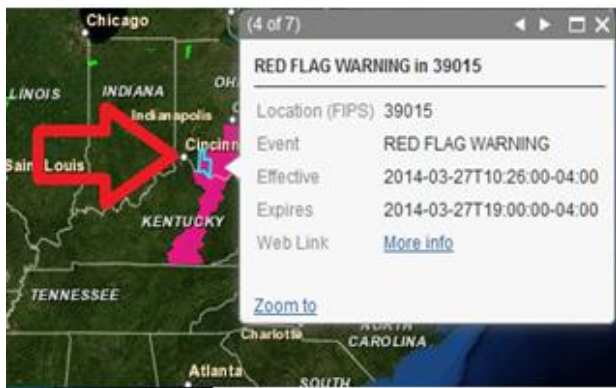 Chicago
LINOIS
INDIANA
OH
Indianapolis
Cincinn
Saint Louis
KENTUCKY
TENNESSEE
Charlotte
NORTH
CAROLINA
Atlanta
SOUTH
(4 of 7)
RED FLAG WARNING in 39015
Location (FIPS) 39015
Event RED FLAG WARNING
Effective 2014-03-27T10:26:00-04:00
Expires 2014-03-27T19:00:00-04:00
Web Link More info
Zoom to